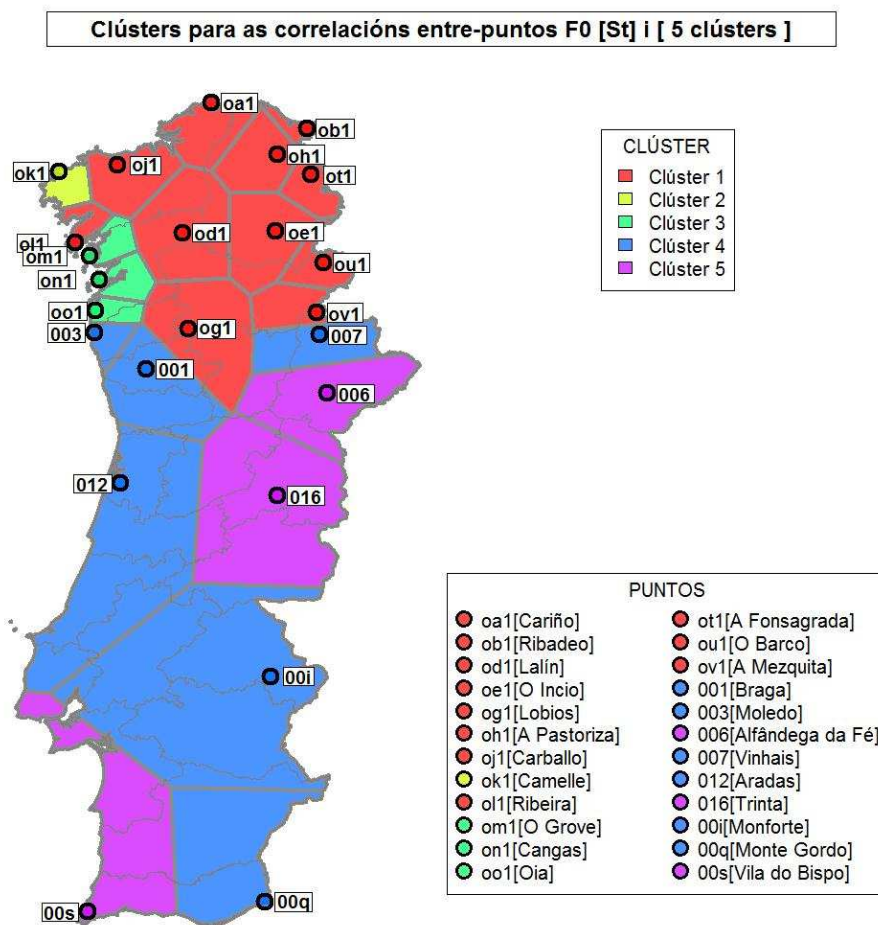 Clústers para as correlacións entre-puntos F0 [St] i [ 5 clústers ]
oa1
ob1
oh1
oj1
ok1
ot1
od1
oe1
ol1
om1
ou1
on1
oo1
ov1
003
og1
007
001
006
012
016
00i
00s
00q
CLÚSTER
Clúster 1
Clúster 2
Clúster 3
Clúster 4
Clúster 5
PUNTOS
oa1[Cariño]
ob1[Ribadeo]
od1[Lalín]
oe1[O Incio]
og1[Lobios]
oh1[A Pastoriza]
oj1[Carballo]
ok1[Camelle]
ol1[Ribeira]
om1[O Grove]
on1[Cangas]
oo1[Oia]
ot1[A Fonsagrada]
ou1[O Barco]
ov1[A Mezquita]
001[Braga]
003[Moledo]
006[Alfândega da Fé]
007[Vinhais]
012[Aradas]
016[Trinta]
00i[Monforte]
00q[Monte Gordo]
00s[Vila do Bispo]